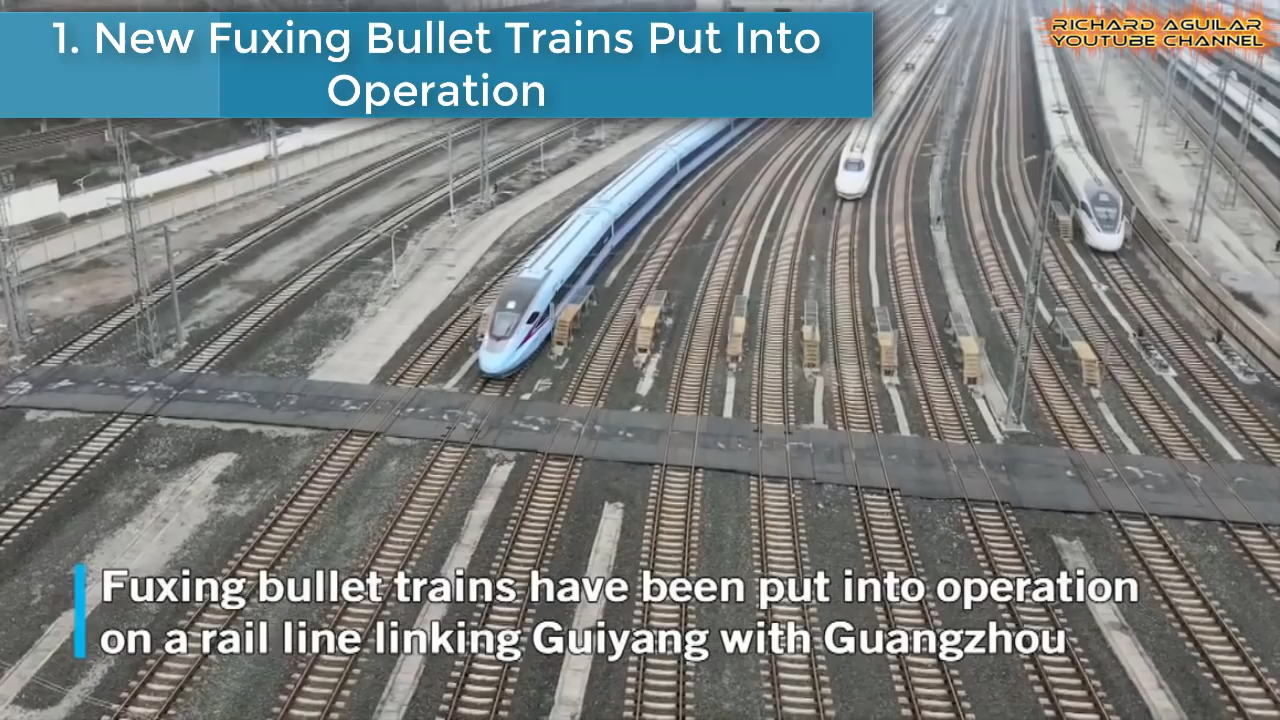 1. New Fuxing Bullet Trains Put Into
Operation
RICHARD AGUILAR
YOUTUBE CHANNEL
Fuxing bullet trains have been put into operation
on a rail line linking Guiyang with Guangzhou